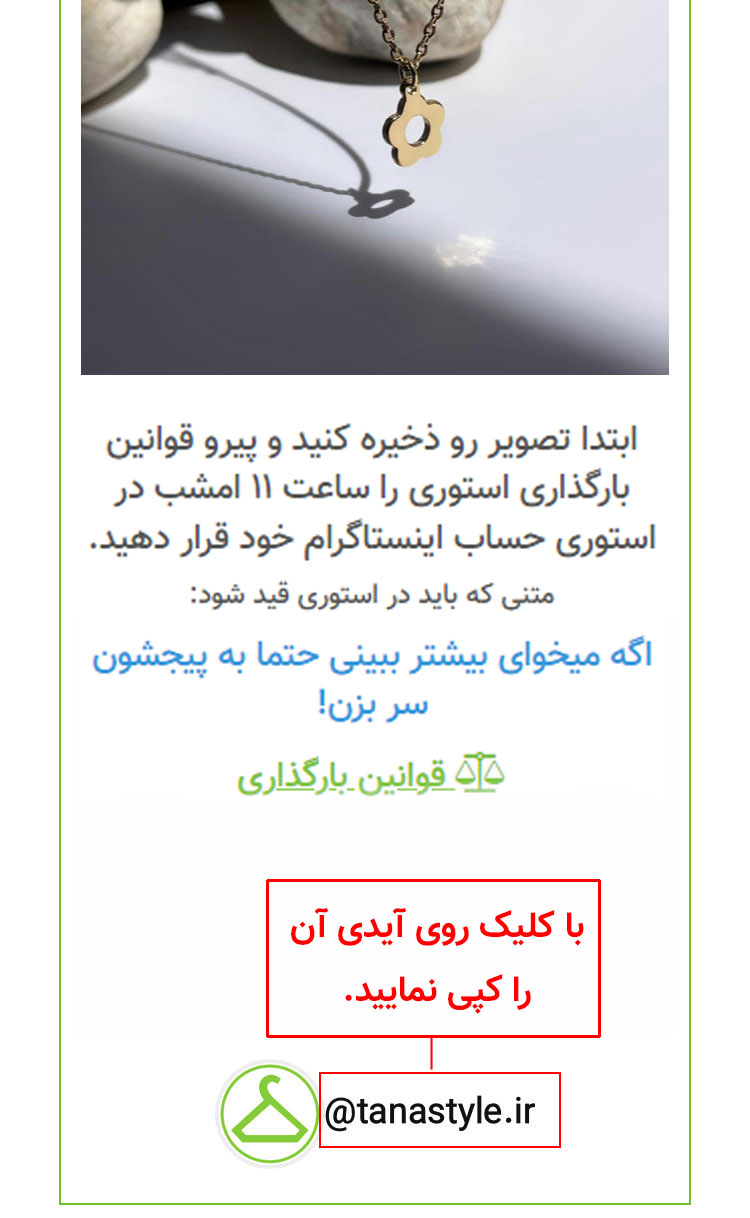 ابتدا تصویر رو ذخیره کنید و پیرو قوانین
بارگذاری استوری را ساعت ۱۱ امشب در
استوری حساب اینستاگرام خود قرار دهید.
متنی که باید در استوری قید شود:
اگه میخوای بیشتر ببینی حتما به پیجشون
سر بزن!
قوانین بارگذاری
با کلیک روی آیدی آن
را کپی نمایید.
@tanastyle.ir